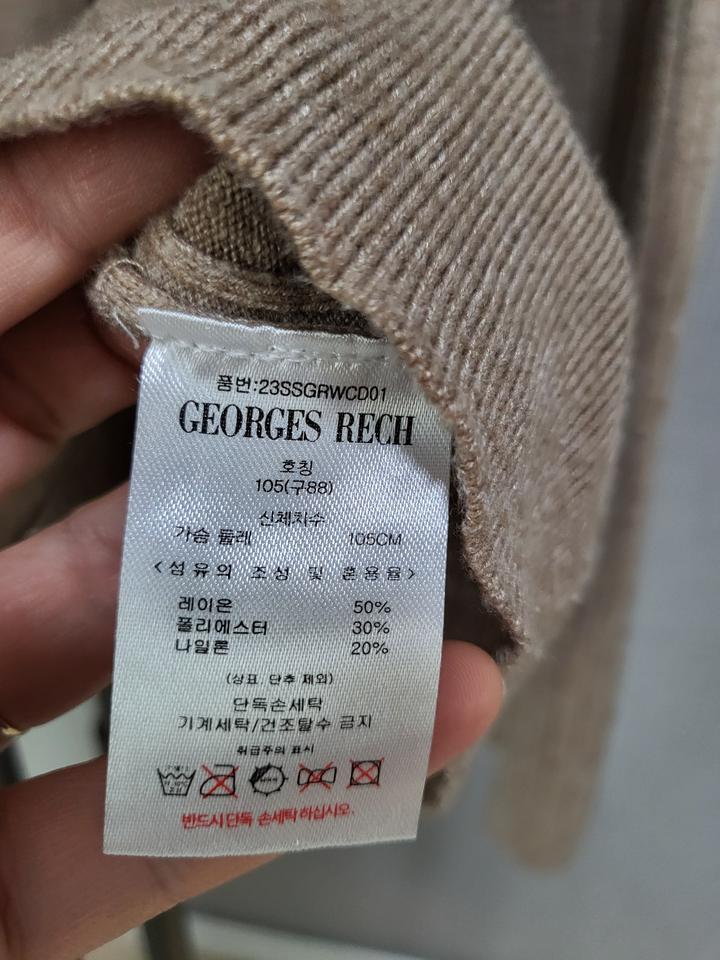 품번:23SSGRWCD01
GEORGES RECH
호칭
105(구88)
신체치수
가슴 둘레 105CM
<섬유의 조성 및 혼용율>
레이온 50%
폴리에스터 30%
나일론 20%
(상표, 단추 제외)
단독손세탁
기계세탁/건조탈수 금지
취급주의 표시
반드시 단독 손세탁 하십시오.